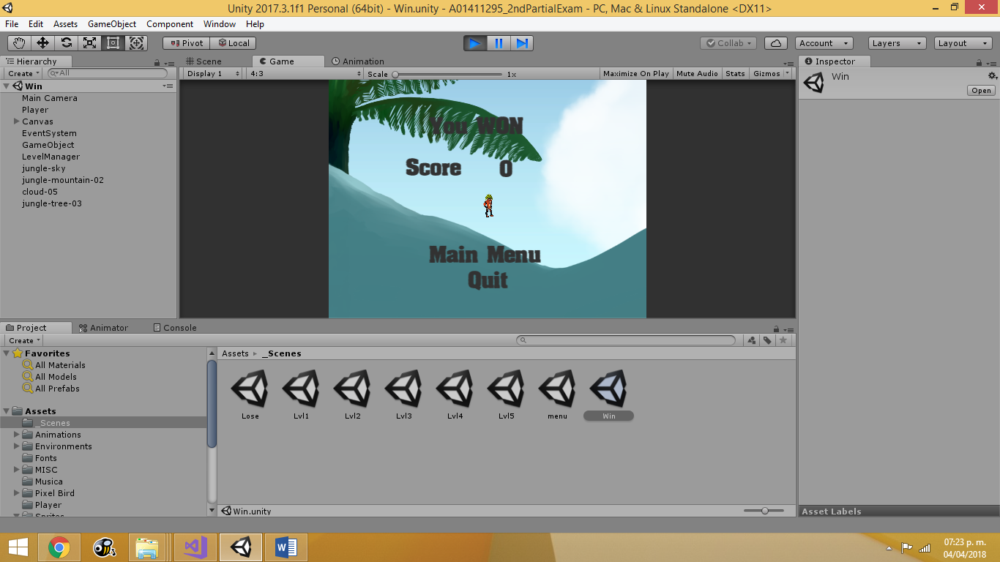 Unity 2017.3.1f1 Personal (64bit) - Win.unity - A01411295_2ndPartialExam - PC, Mac & Linux Standalone <DX11>
File Edit Assets GameObject Component Window Help
Pivot Local Collab Account Layers Layout
Hierarchy Scene Game Animation Inspector
Create All Display 1 4:3 Scale 1x Maximize On Play Mute Audio Stats Gizmos Win
Open
Win
Main Camera
Player
Canvas
EventSystem
GameObject
LevelManager
jungle-sky
jungle-mountain-02
cloud-05
jungle-tree-03
You WON
Score 0
Main Menu
Quit
Project Animator Console
Create
Favorites
All Materials
All Models
All Prefabs
Assets
_Scenes
Animations
Environments
Fonts
MISC
Musica
Pixel Bird
Player
Sprites
Assets _Scenes
Lose Lvl1 Lvl2 Lvl3 Lvl4 Lvl5 menu Win
Win.unity
Asset Labels
07:23 p. m.
04/04/2018